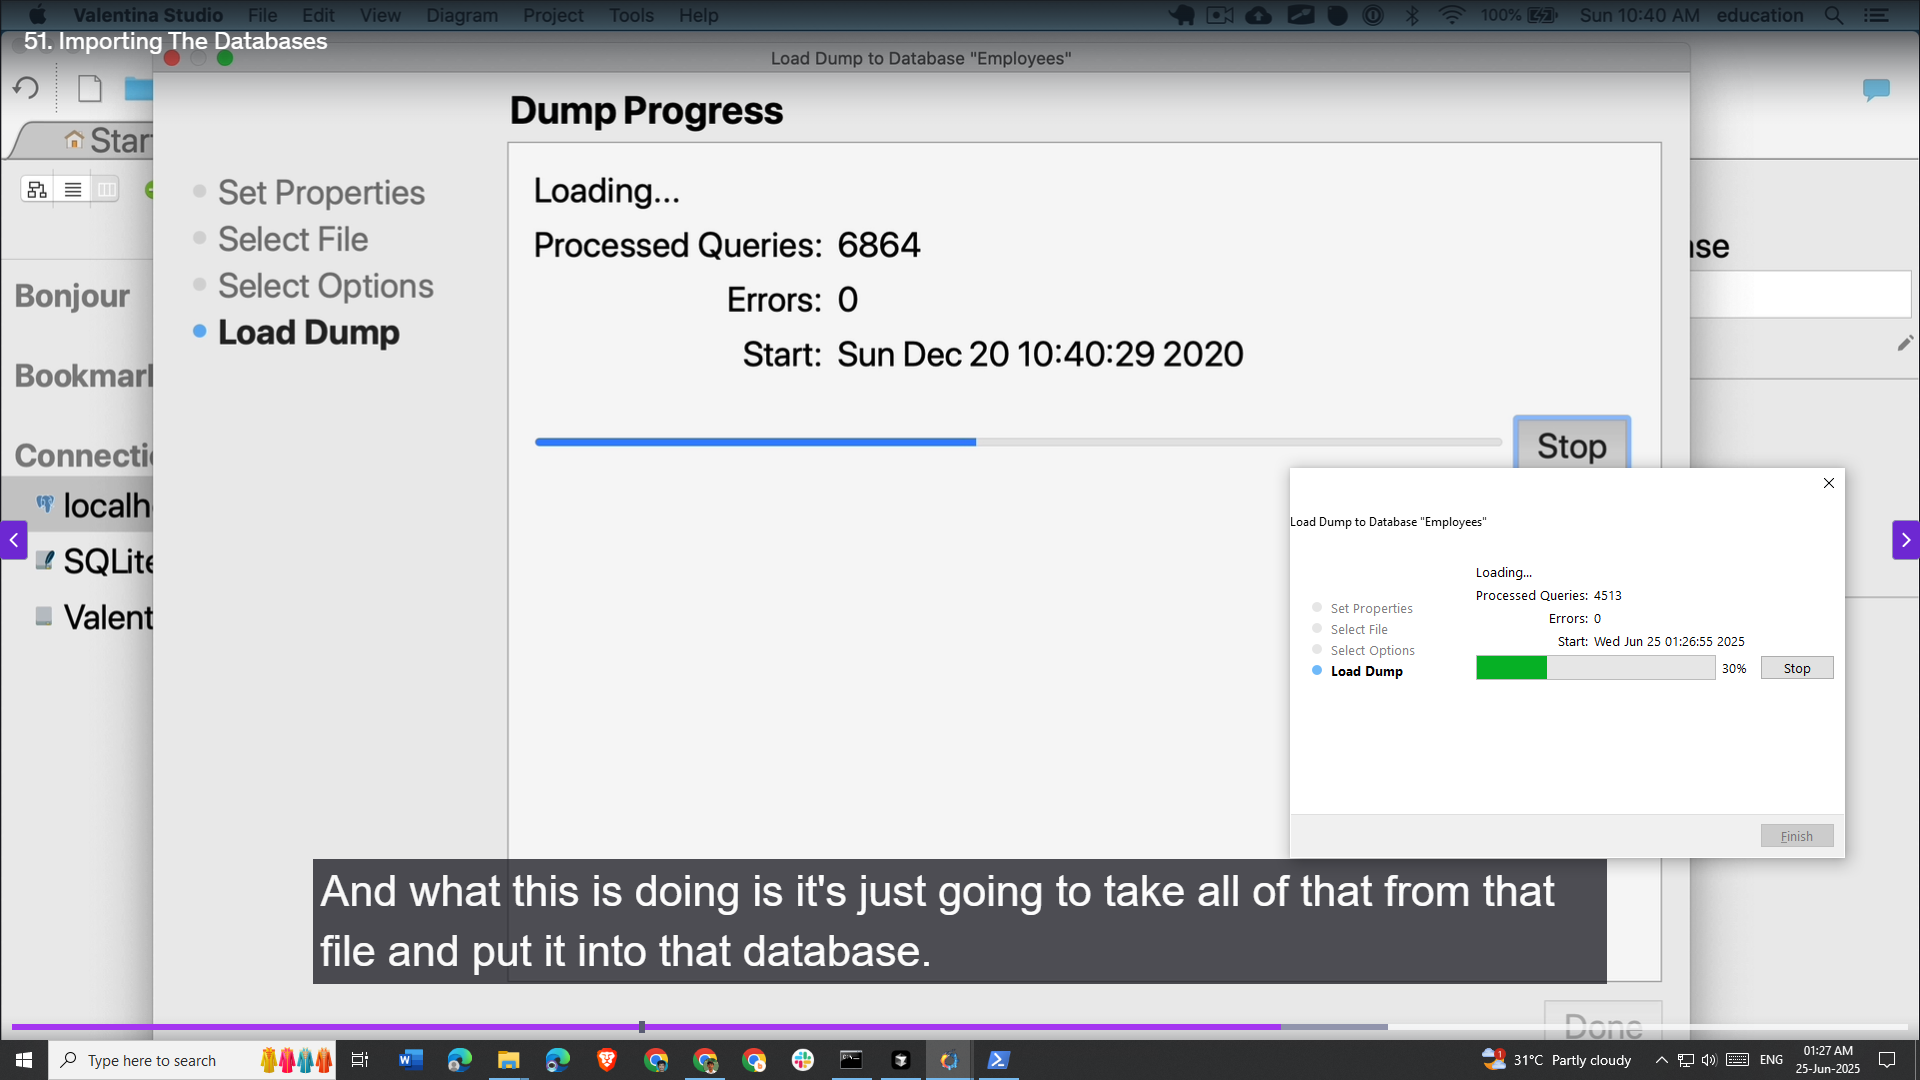 Valentina Studio File Edit View Diagram Project Tools Help 100% Sun 10:40 AM education
51. Importing The Databases
Load Dump to Database "Employees"
Start
Dump Progress
Set Properties
Select File
Select Options
Load Dump
Loading...
Processed Queries: 6864
Errors: 0
Start: Sun Dec 20 10:40:29 2020
Stop
Bonjour
Bookmark
Connectic
localh
SQLite
Valent
ase
Load Dump to Database "Employees"
Loading...
Processed Queries: 4513
Errors: 0
Start: Wed Jun 25 01:26:55 2025
30% Stop
Set Properties
Select File
Select Options
Load Dump
Finish
And what this is doing is it's just going to take all of that from that
file and put it into that database.
Done
Type here to search
31°C Partly cloudy
ENG
01:27 AM
25-Jun-2025